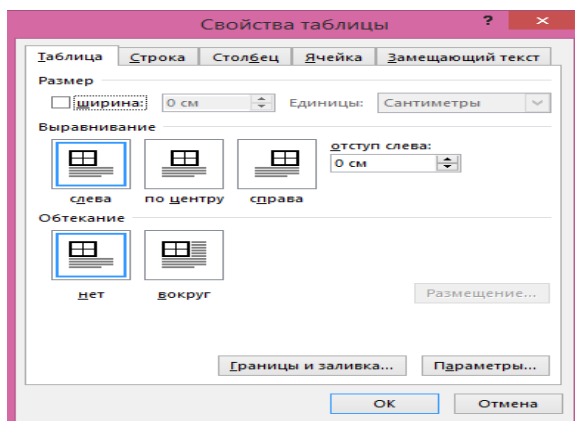 Свойства таблицы ?
Таблица Строка Столбец Ячейка Замещающий текст
Размер
ширина: 0 см Единицы: Сантиметры
Выравнивание
отступ слева:
0 см
слева по центру справа
Обтекание
нет вокруг
Размещение...
Границы и заливка... Параметры...
ОК Отмена